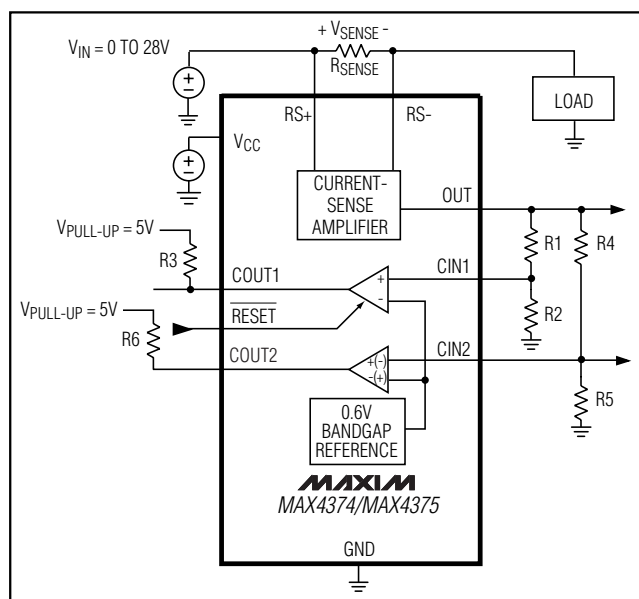 + VSENSE -
VIN = 0 TO 28V
RSENSE
LOAD
RS+
RS-
VCC
CURRENT-
SENSE
AMPLIFIER
OUT
VPULL-UP = 5V
R3
R1
R4
COUT1
CIN1
+
-
R2
VPULL-UP = 5V
RESET
R6
COUT2
CIN2
+(-)
-(+)
R5
0.6V
BANDGAP
REFERENCE
MAXIM
MAX4374/MAX4375
GND